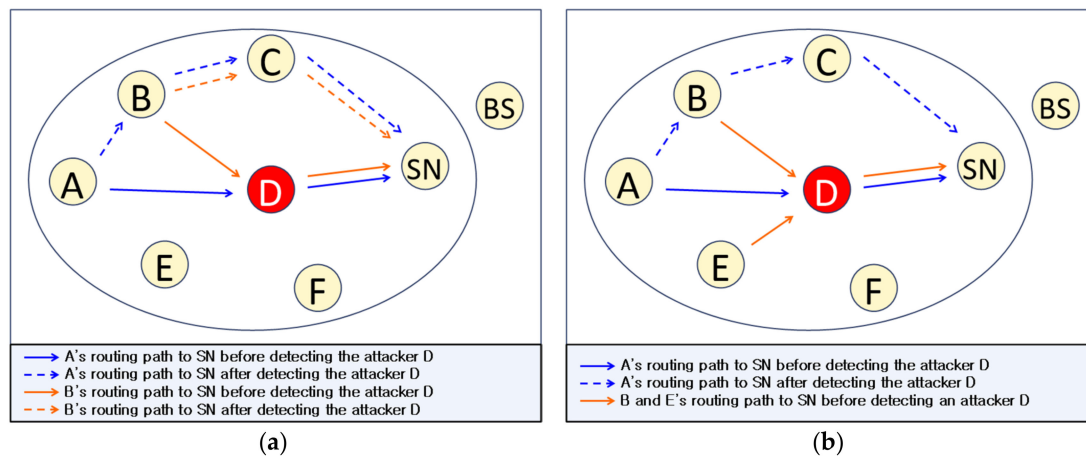 C
B
BS
SN
A
D
E
F
A's routing path to SN before detecting the attacker D
A's routing path to SN after detecting the attacker D
B's routing path to SN before detecting the attacker D
B's routing path to SN after detecting the attacker D
(a)
C
B
BS
SN
A
D
E
F
A's routing path to SN before detecting the attacker D
A's routing path to SN after detecting the attacker D
B and E's routing path to SN before detecting an attacker D
(b)